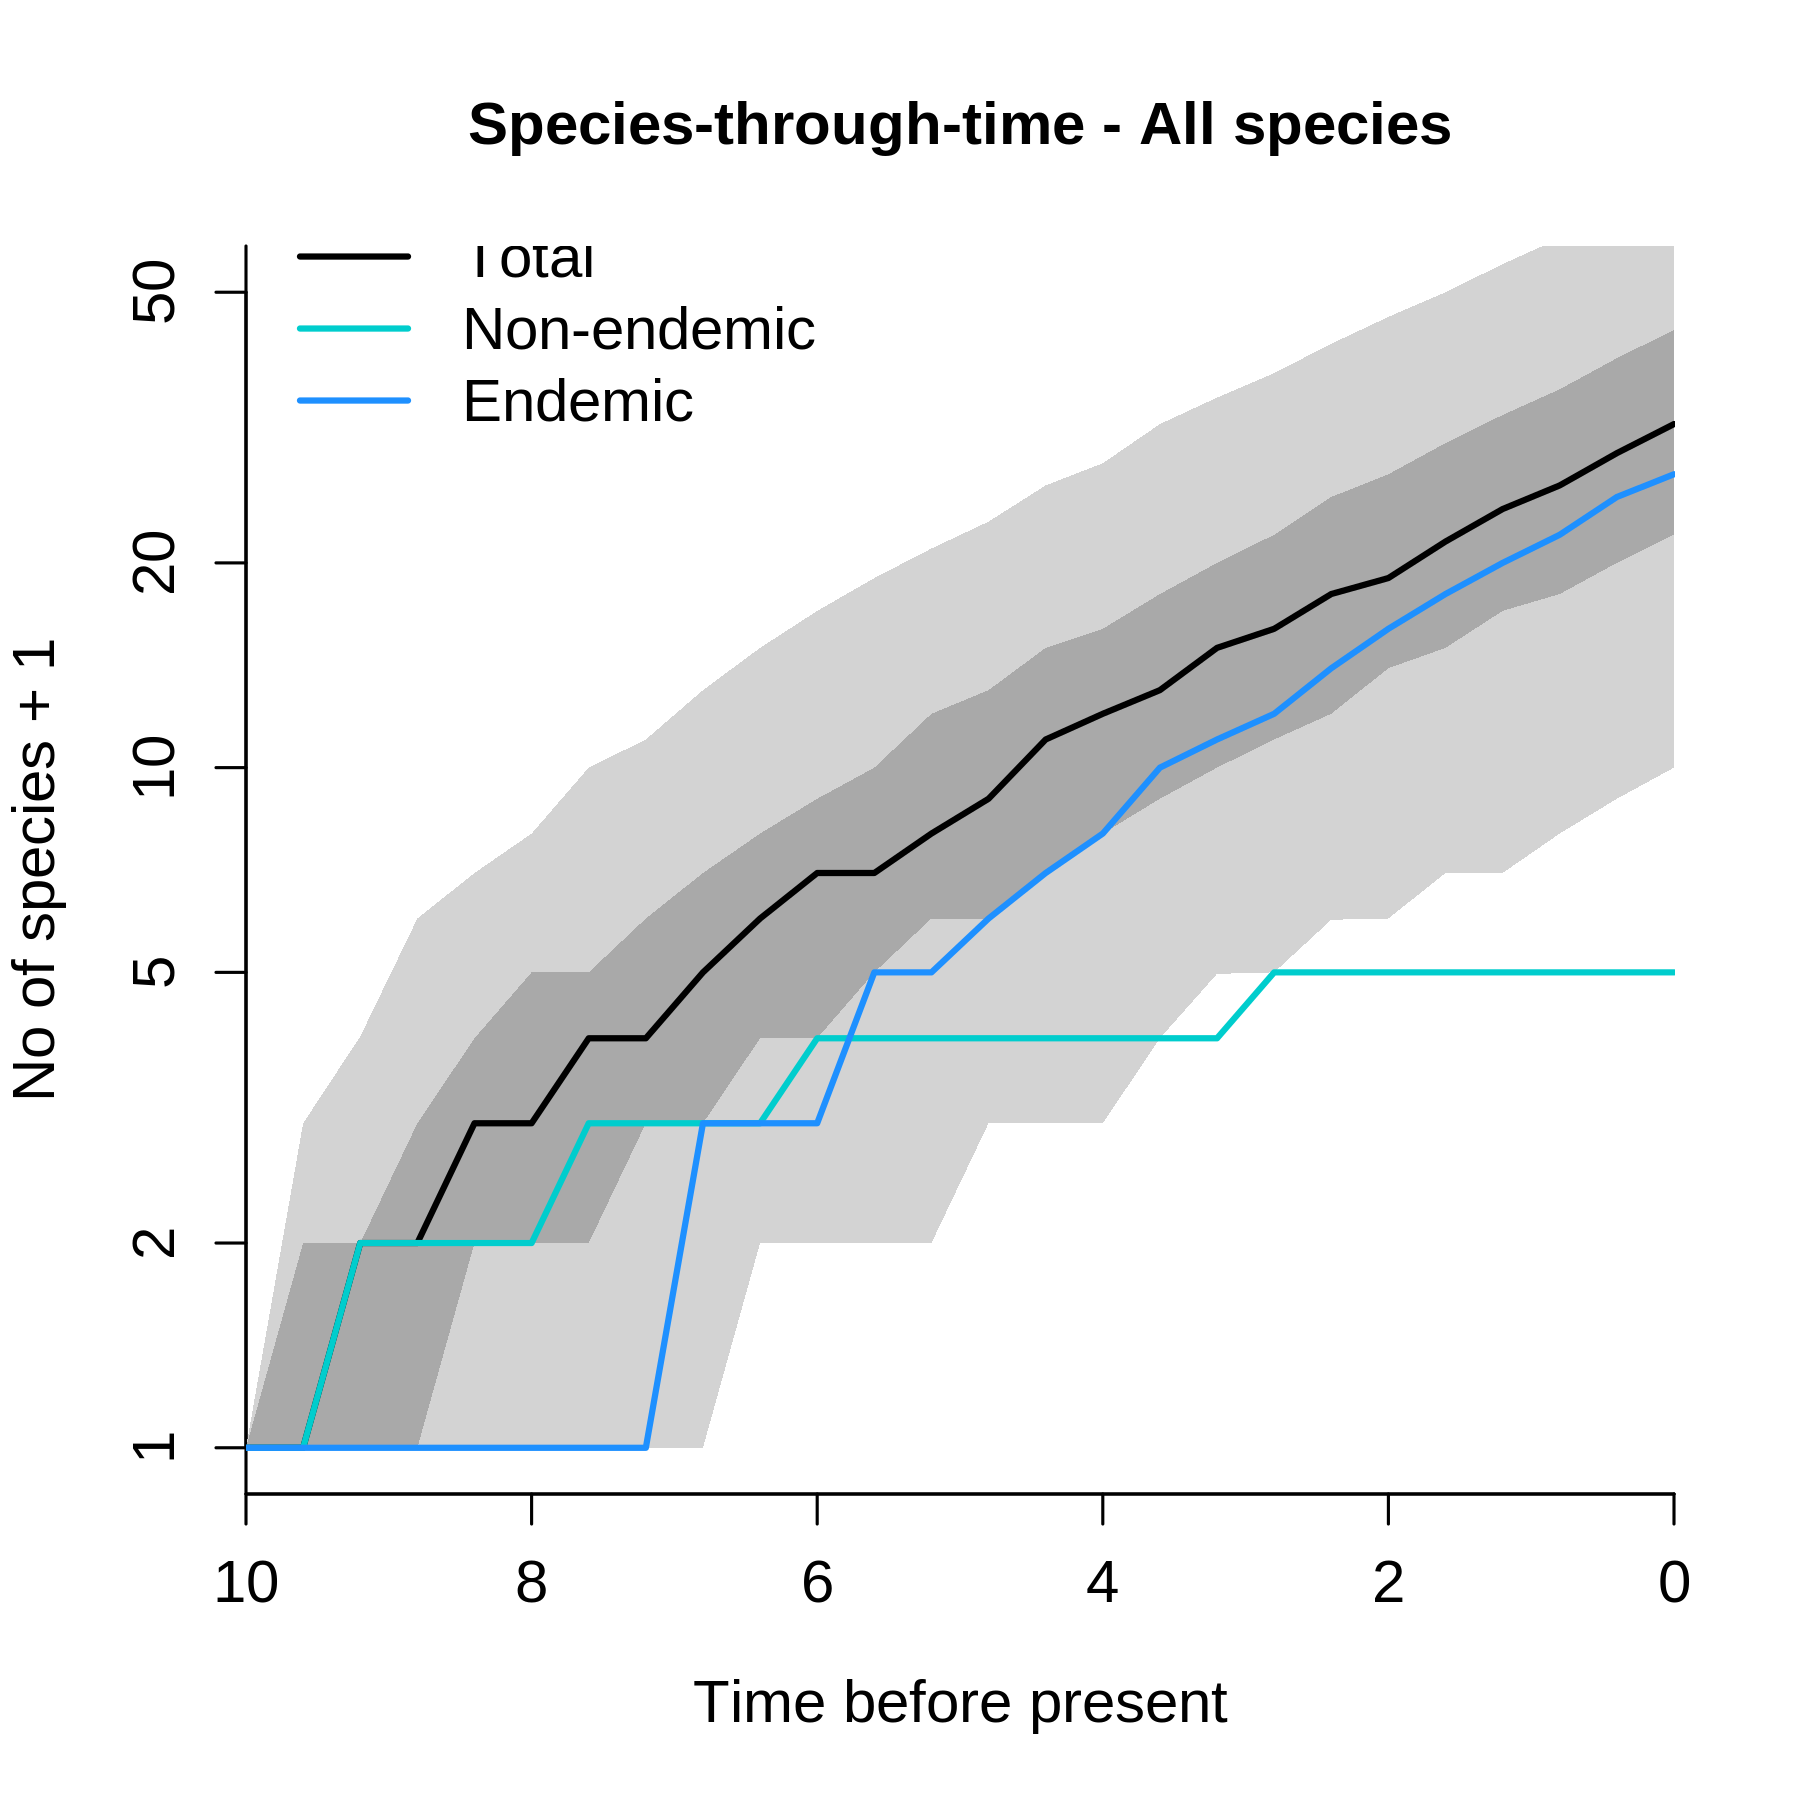 Species-through-time - All species
Total
Non-endemic
Endemic
No of species + 1
50
20
10
5
2
1
10 8 6 4 2 0
Time before present